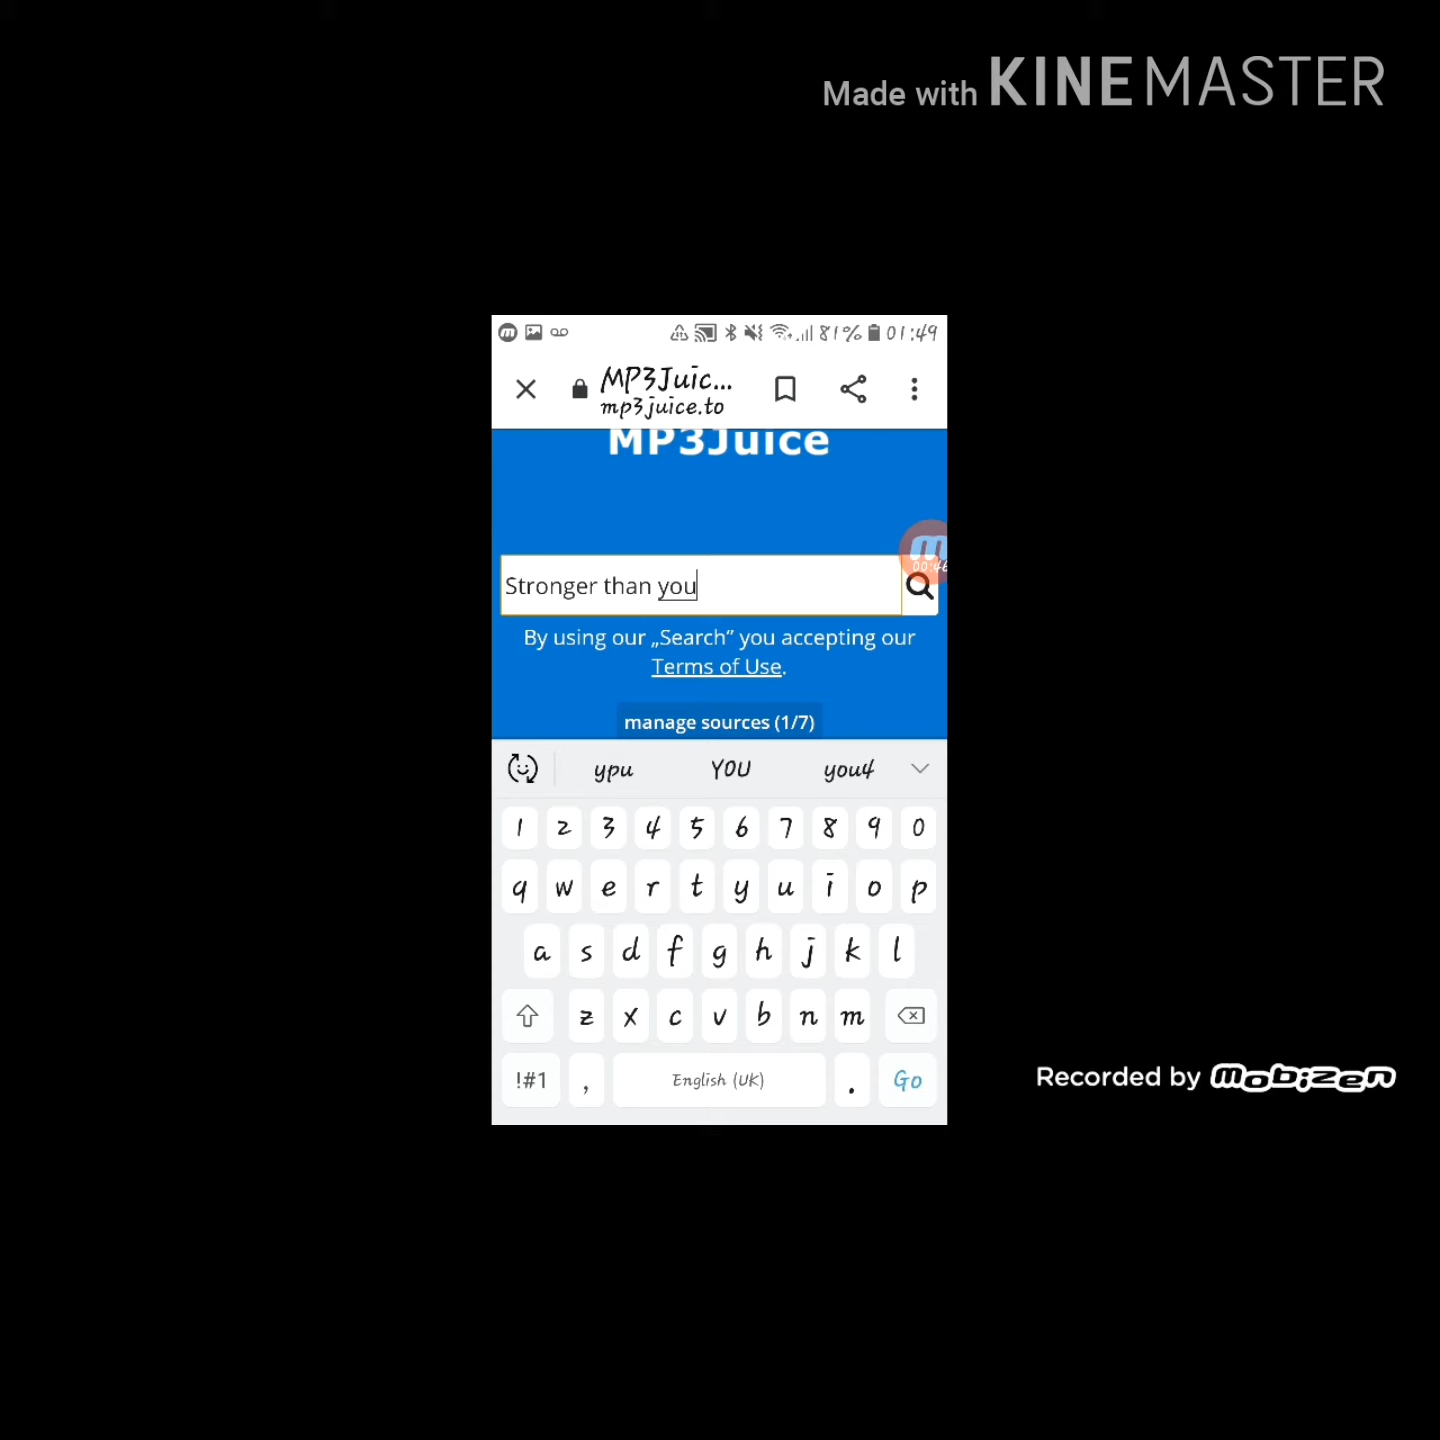 Made with KINEMASTER
81% 01:49
MP3Juic...
mp3juice.to
MP3Juice
m
00:46
Stronger than you
By using our „Search” you accepting our
Terms of Use.
manage sources (1/7)
ypu YOU you4
1 2 3 4 5 6 7 8 9 0
q w e r t y u i o p
a s d f g h j k l
z x c v b n m
!#1 , English (UK) . Go
Recorded by mobizen